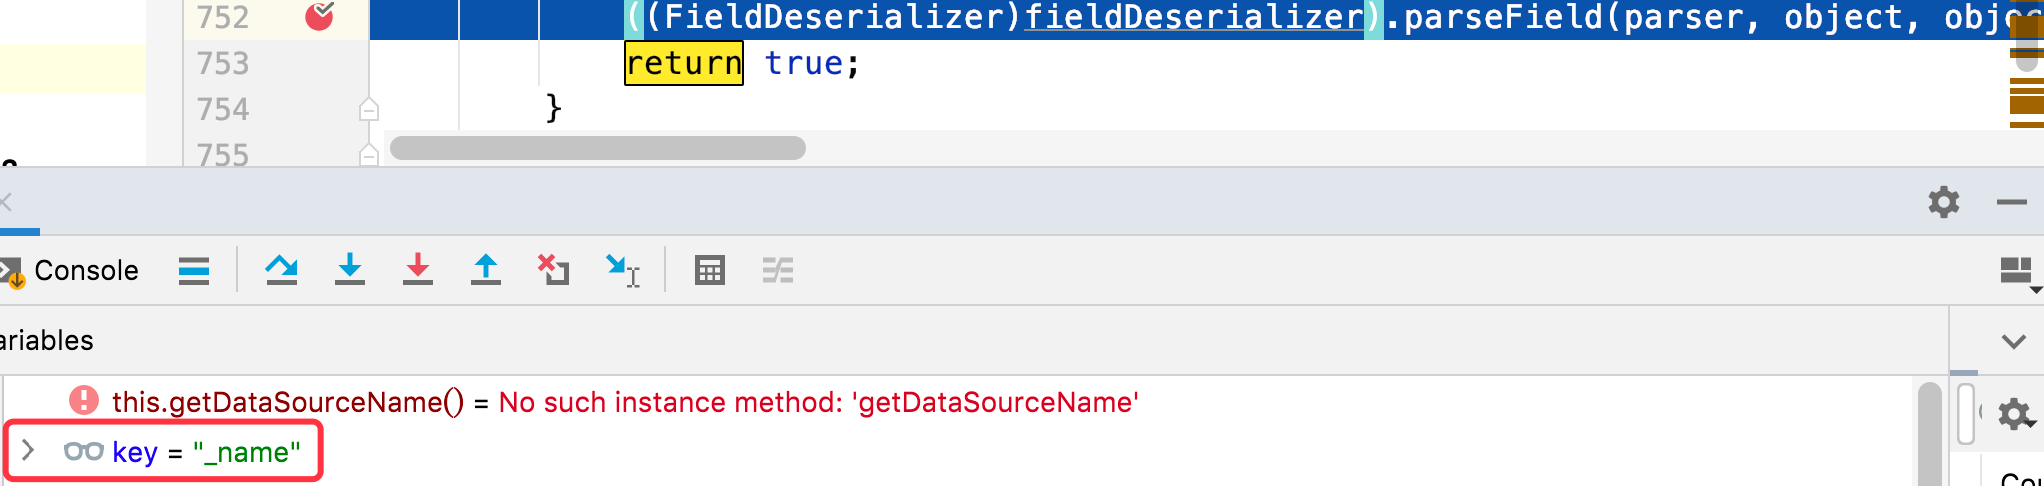 752 ((FieldDeserializer)fieldDeserializer).parseField(parser, object, objec
753 return true;
754 }
755
Console
ariables
this.getDataSourceName() = No such instance method: 'getDataSourceName'
key = "_name"